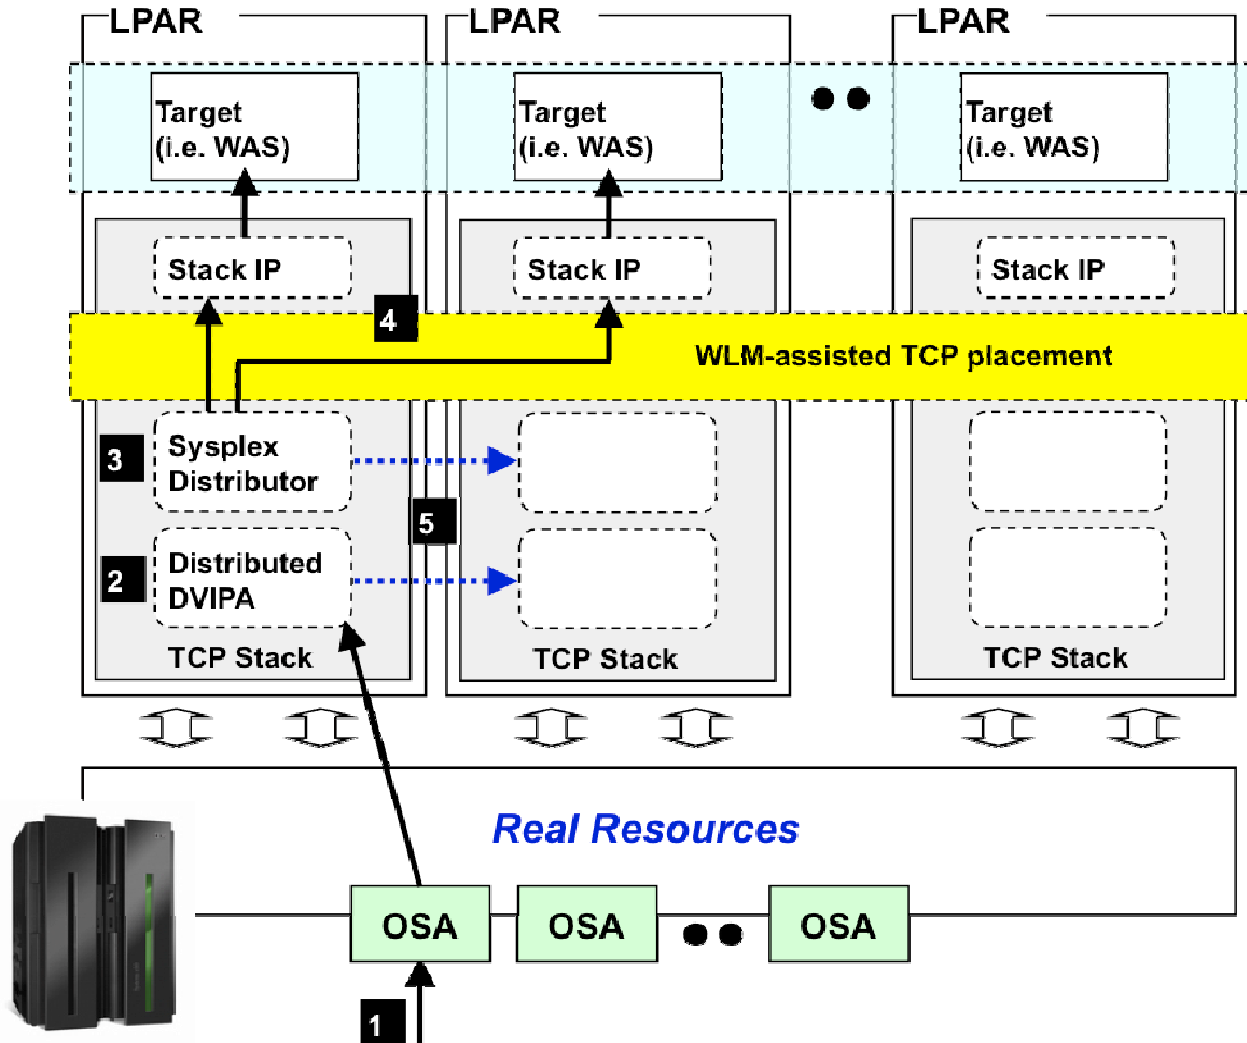 LPAR
LPAR
LPAR
Target
(i.e. WAS)
Target
(i.e. WAS)
Target
(i.e. WAS)
Stack IP
Stack IP
Stack IP
4
WLM-assisted TCP placement
3
Sysplex
Distributor
5
2
Distributed
DVIPA
TCP Stack
TCP Stack
TCP Stack
Real Resources
OSA
OSA
OSA
1